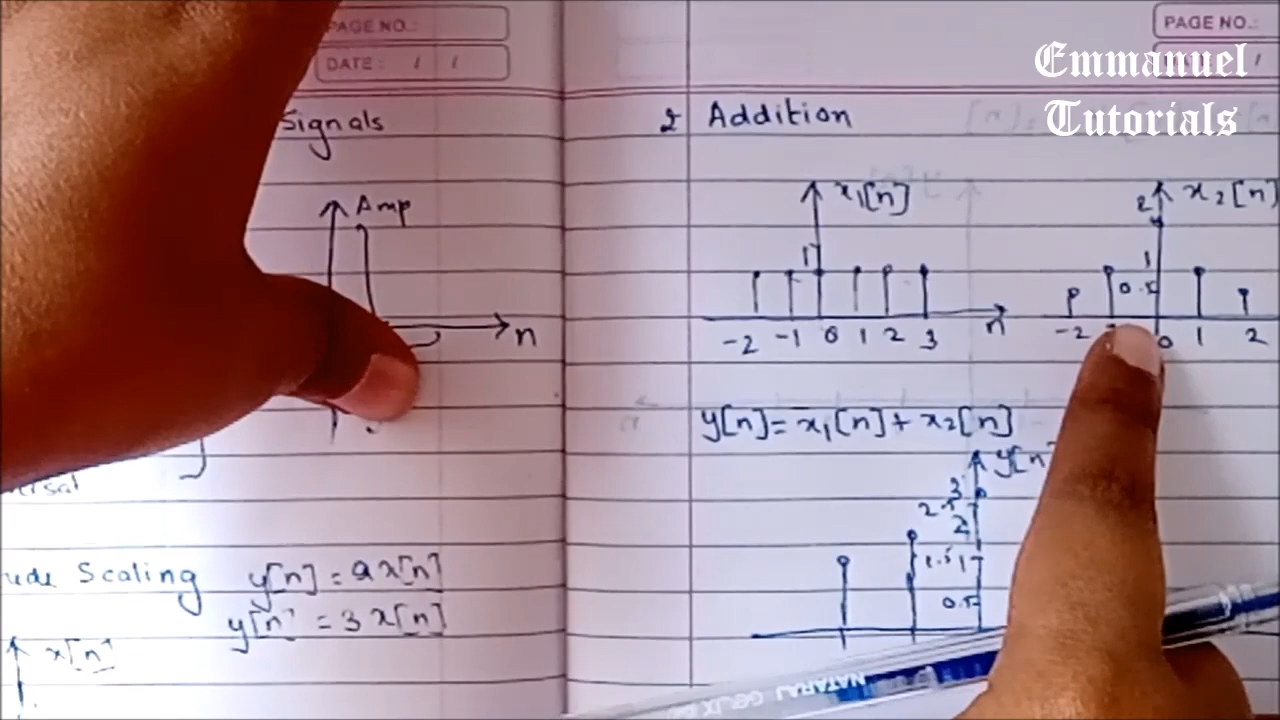 PAGE NO.:
DATE: / /
Signals
Amp
n
Scaling y[n] = a x[n]
y[n] = 3 x[n]
x[n]
PAGE NO.:
Emmanuel
Tutorials
2 Addition
x1[n]
1
-2 -1 0 1 2 3 n
x2[n]
2
1
0.5
-2 0 1 2
y[n] = x1[n] + x2[n]
y[n]
3
2.5
2
1.5 1
0.5
NATARAJ GELIX